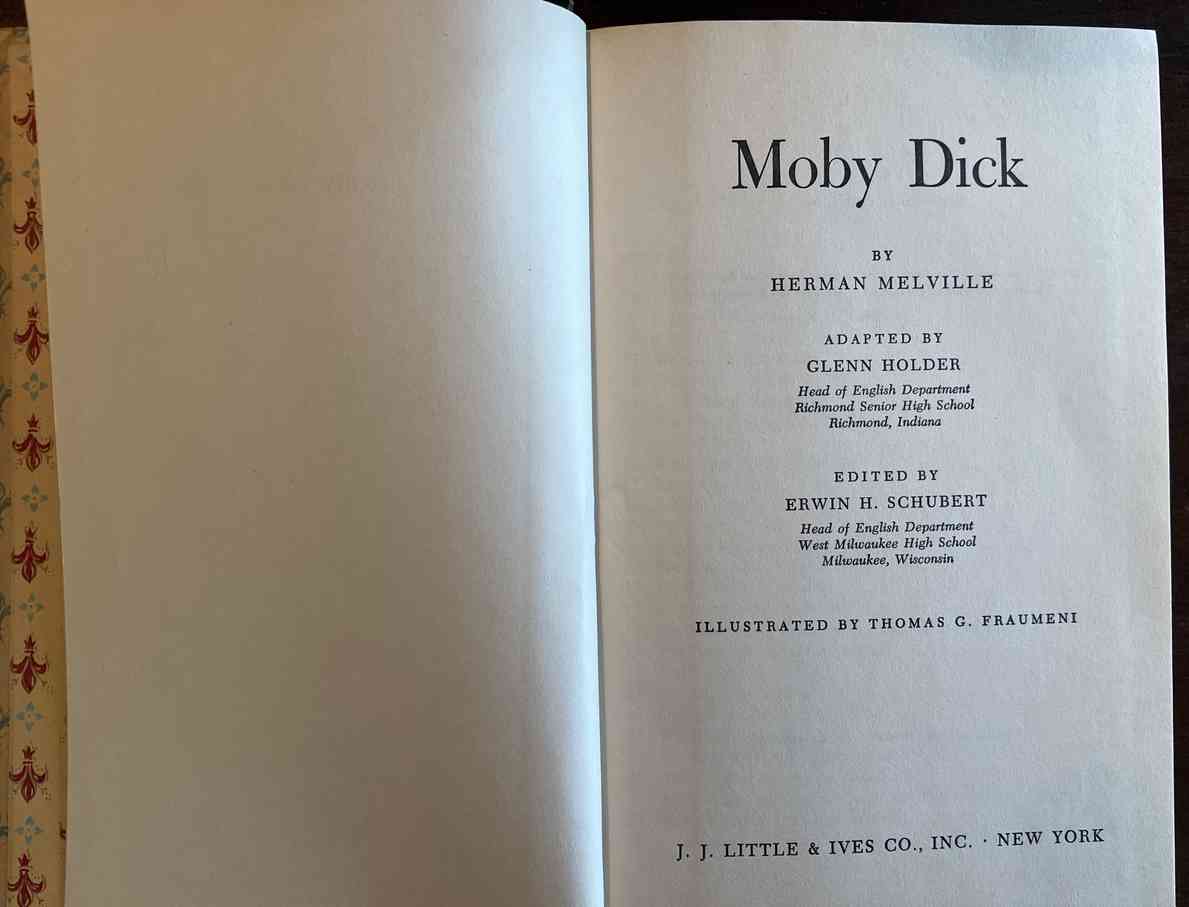 Moby Dick
BY
HERMAN MELVILLE
ADAPTED BY
GLENN HOLDER
Head of English Department
Richmond Senior High School
Richmond, Indiana
EDITED BY
ERWIN H. SCHUBERT
Head of English Department
West Milwaukee High School
Milwaukee, Wisconsin
ILLUSTRATED BY THOMAS G. FRAUMENI
J. J. LITTLE & IVES CO., INC. · NEW YORK